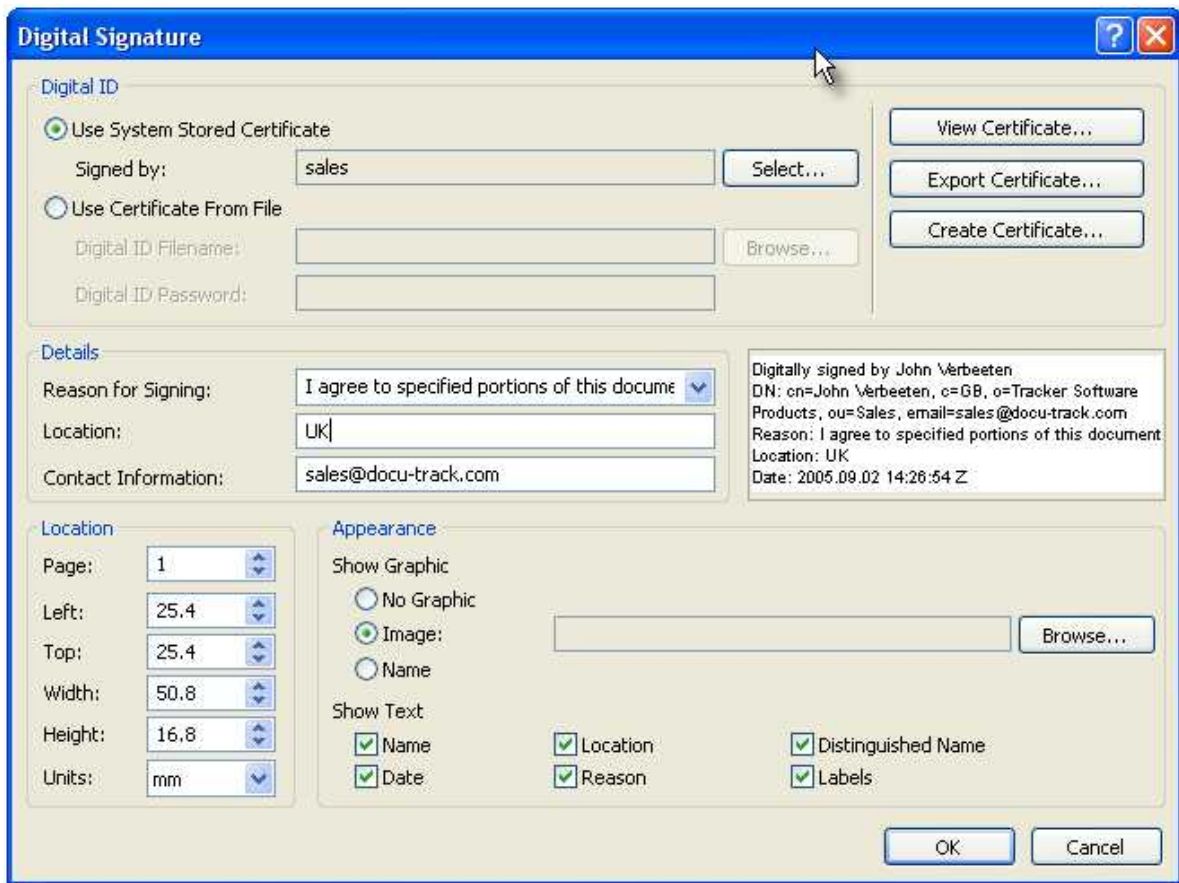 Digital Signature
Digital ID
Use System Stored Certificate
Signed by:
sales
Select...
Use Certificate From File
Digital ID Filename:
Browse...
Digital ID Password:
View Certificate...
Export Certificate...
Create Certificate...
Details
Reason for Signing:
I agree to specified portions of this docume
Location:
UK
Contact Information:
sales@docu-track.com
Digitally signed by John Verbeeten
DN: cn=John Verbeeten, c=GB, o=Tracker Software
Products, ou=Sales, email=sales@docu-track.com
Reason: I agree to specified portions of this document
Location: UK
Date: 2005.09.02 14:26:54 Z
Location
Page:
1
Left:
25.4
Top:
25.4
Width:
50.8
Height:
16.8
Units:
mm
Appearance
Show Graphic
No Graphic
Image:
Browse...
Name
Show Text
Name
Location
Distinguished Name
Date
Reason
Labels
OK
Cancel